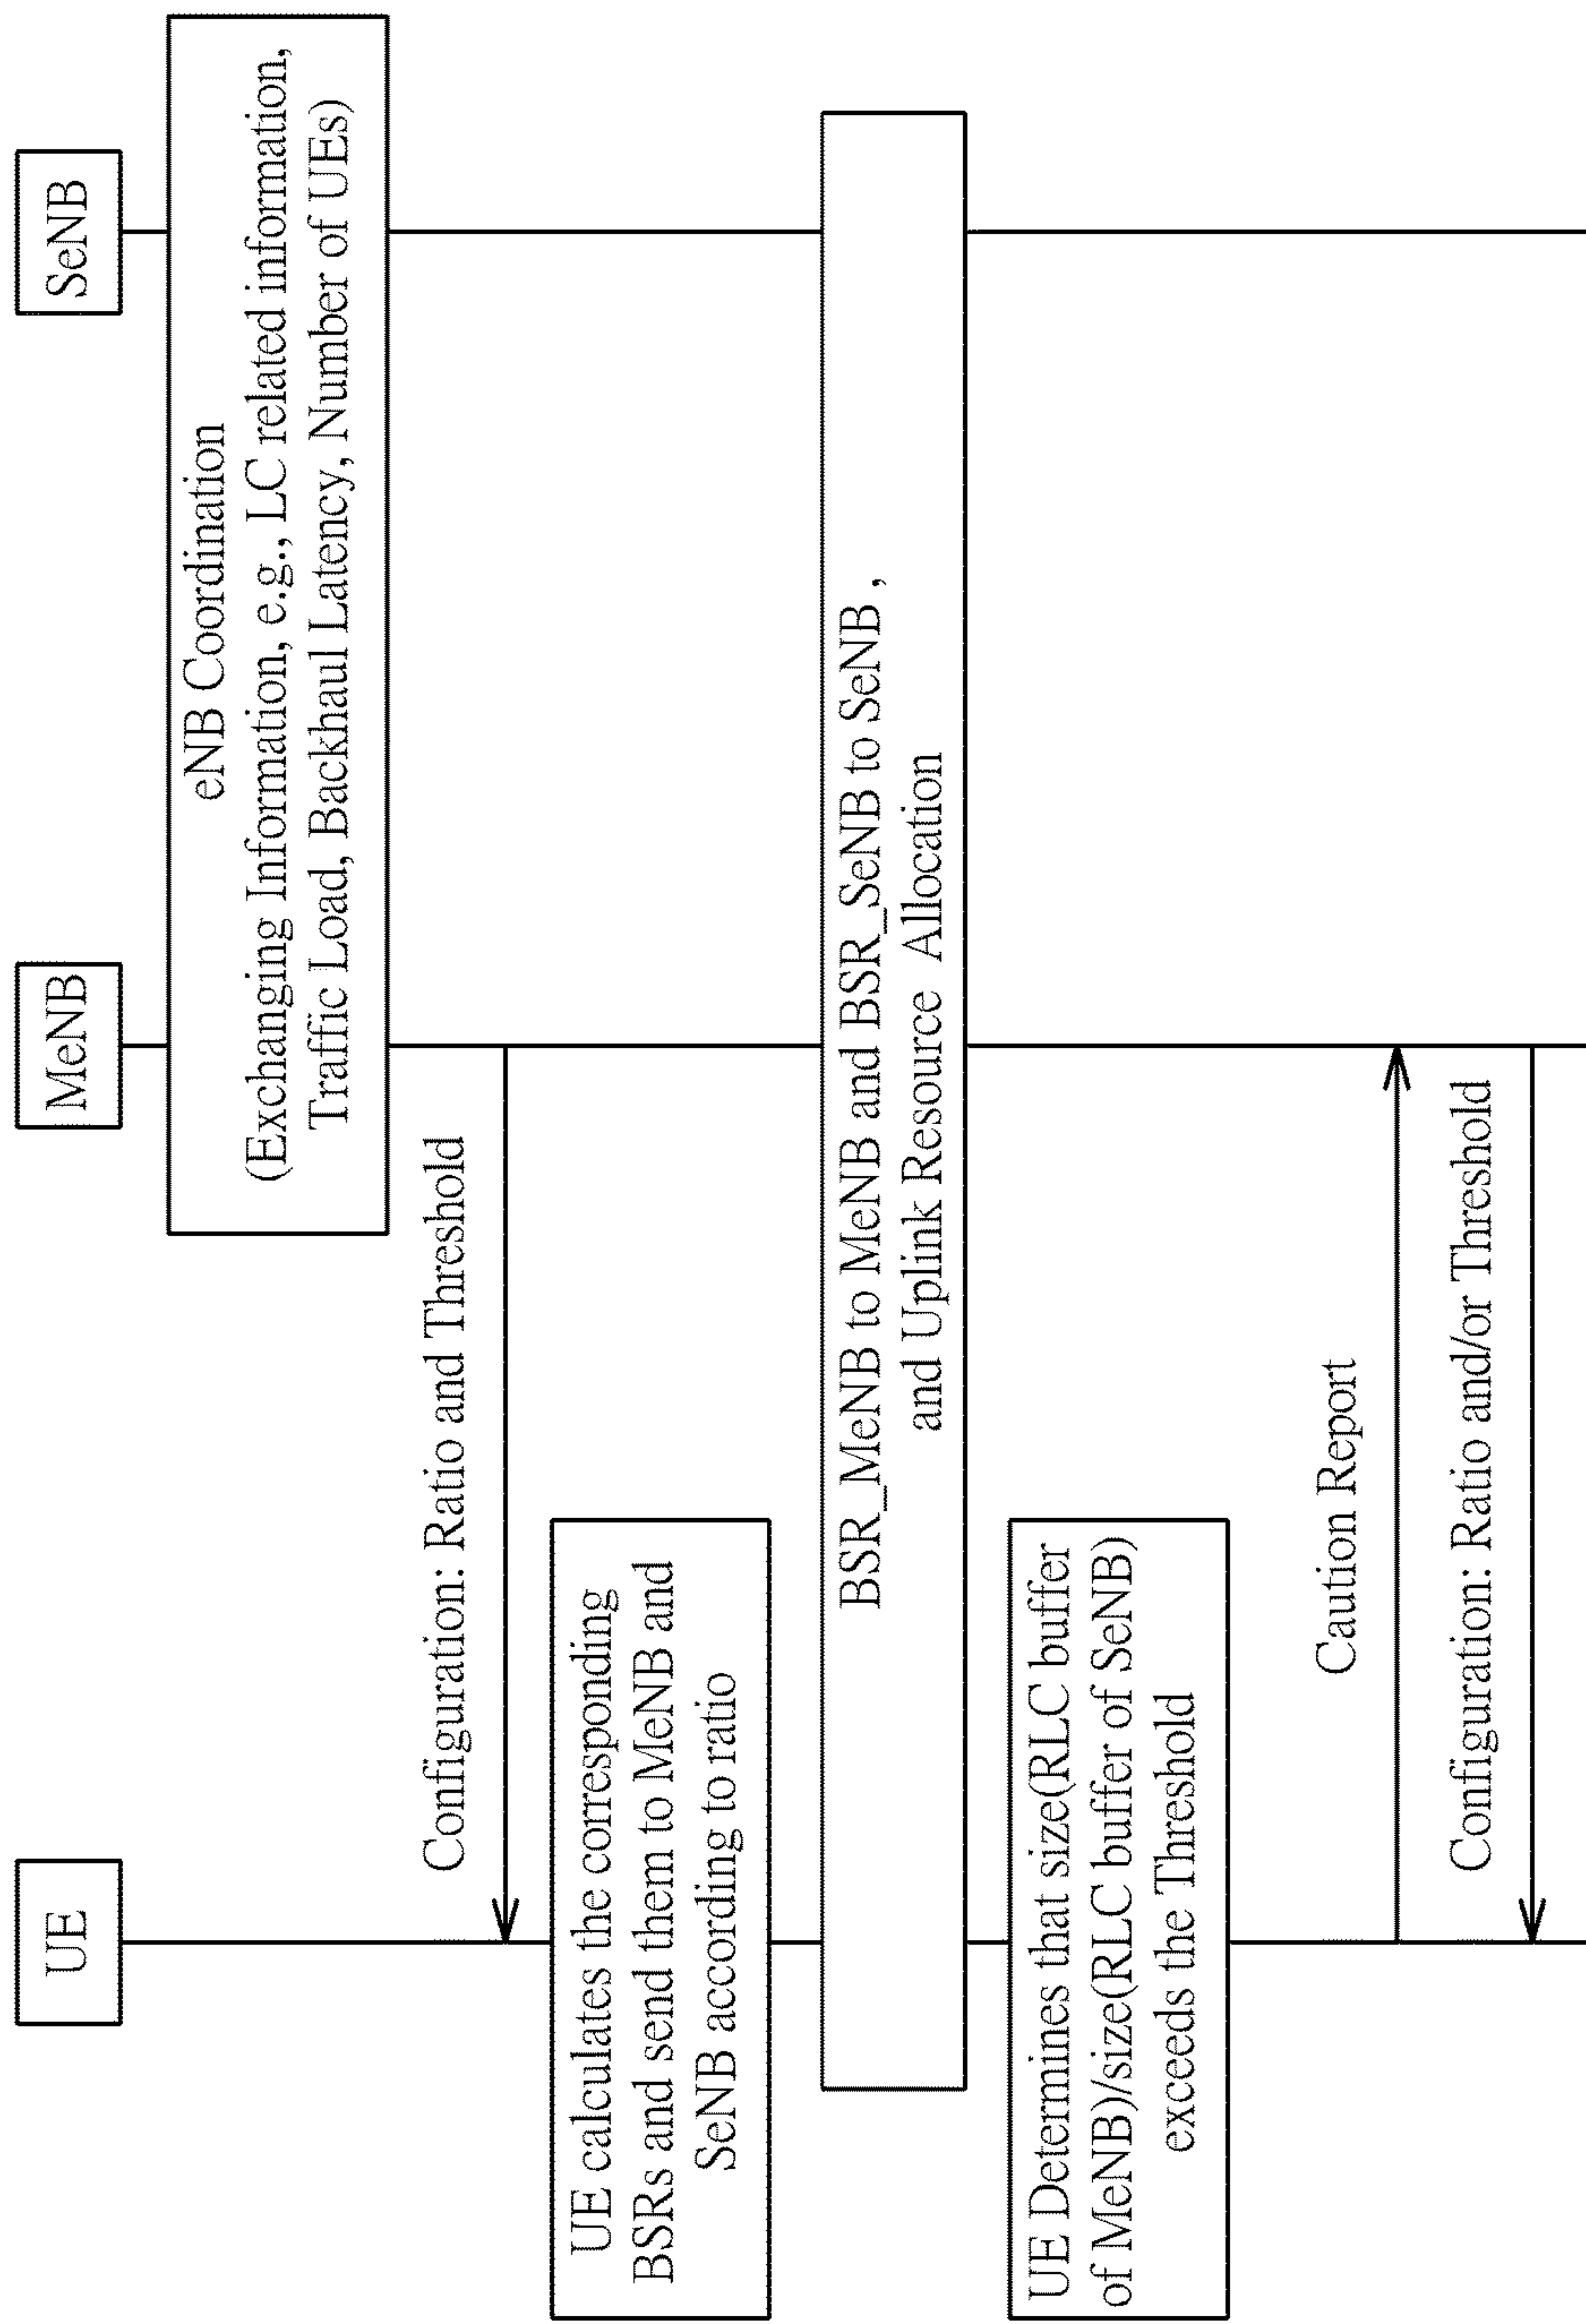 UE
MeNB
SeNB
eNB Coordination
(Exchanging Information, e.g., LC related information,
Traffic Load, Backhaul Latency, Number of UEs)
Configuration: Ratio and Threshold
UE calculates the corresponding
BSRs and send them to MeNB and
SeNB according to ratio
BSR_MeNB to MeNB and BSR_SeNB to SeNB ,
and Uplink Resource Allocation
UE Determines that size(RLC buffer
of MeNB)/size(RLC buffer of SeNB)
exceeds the Threshold
Caution Report
Configuration: Ratio and/or Threshold